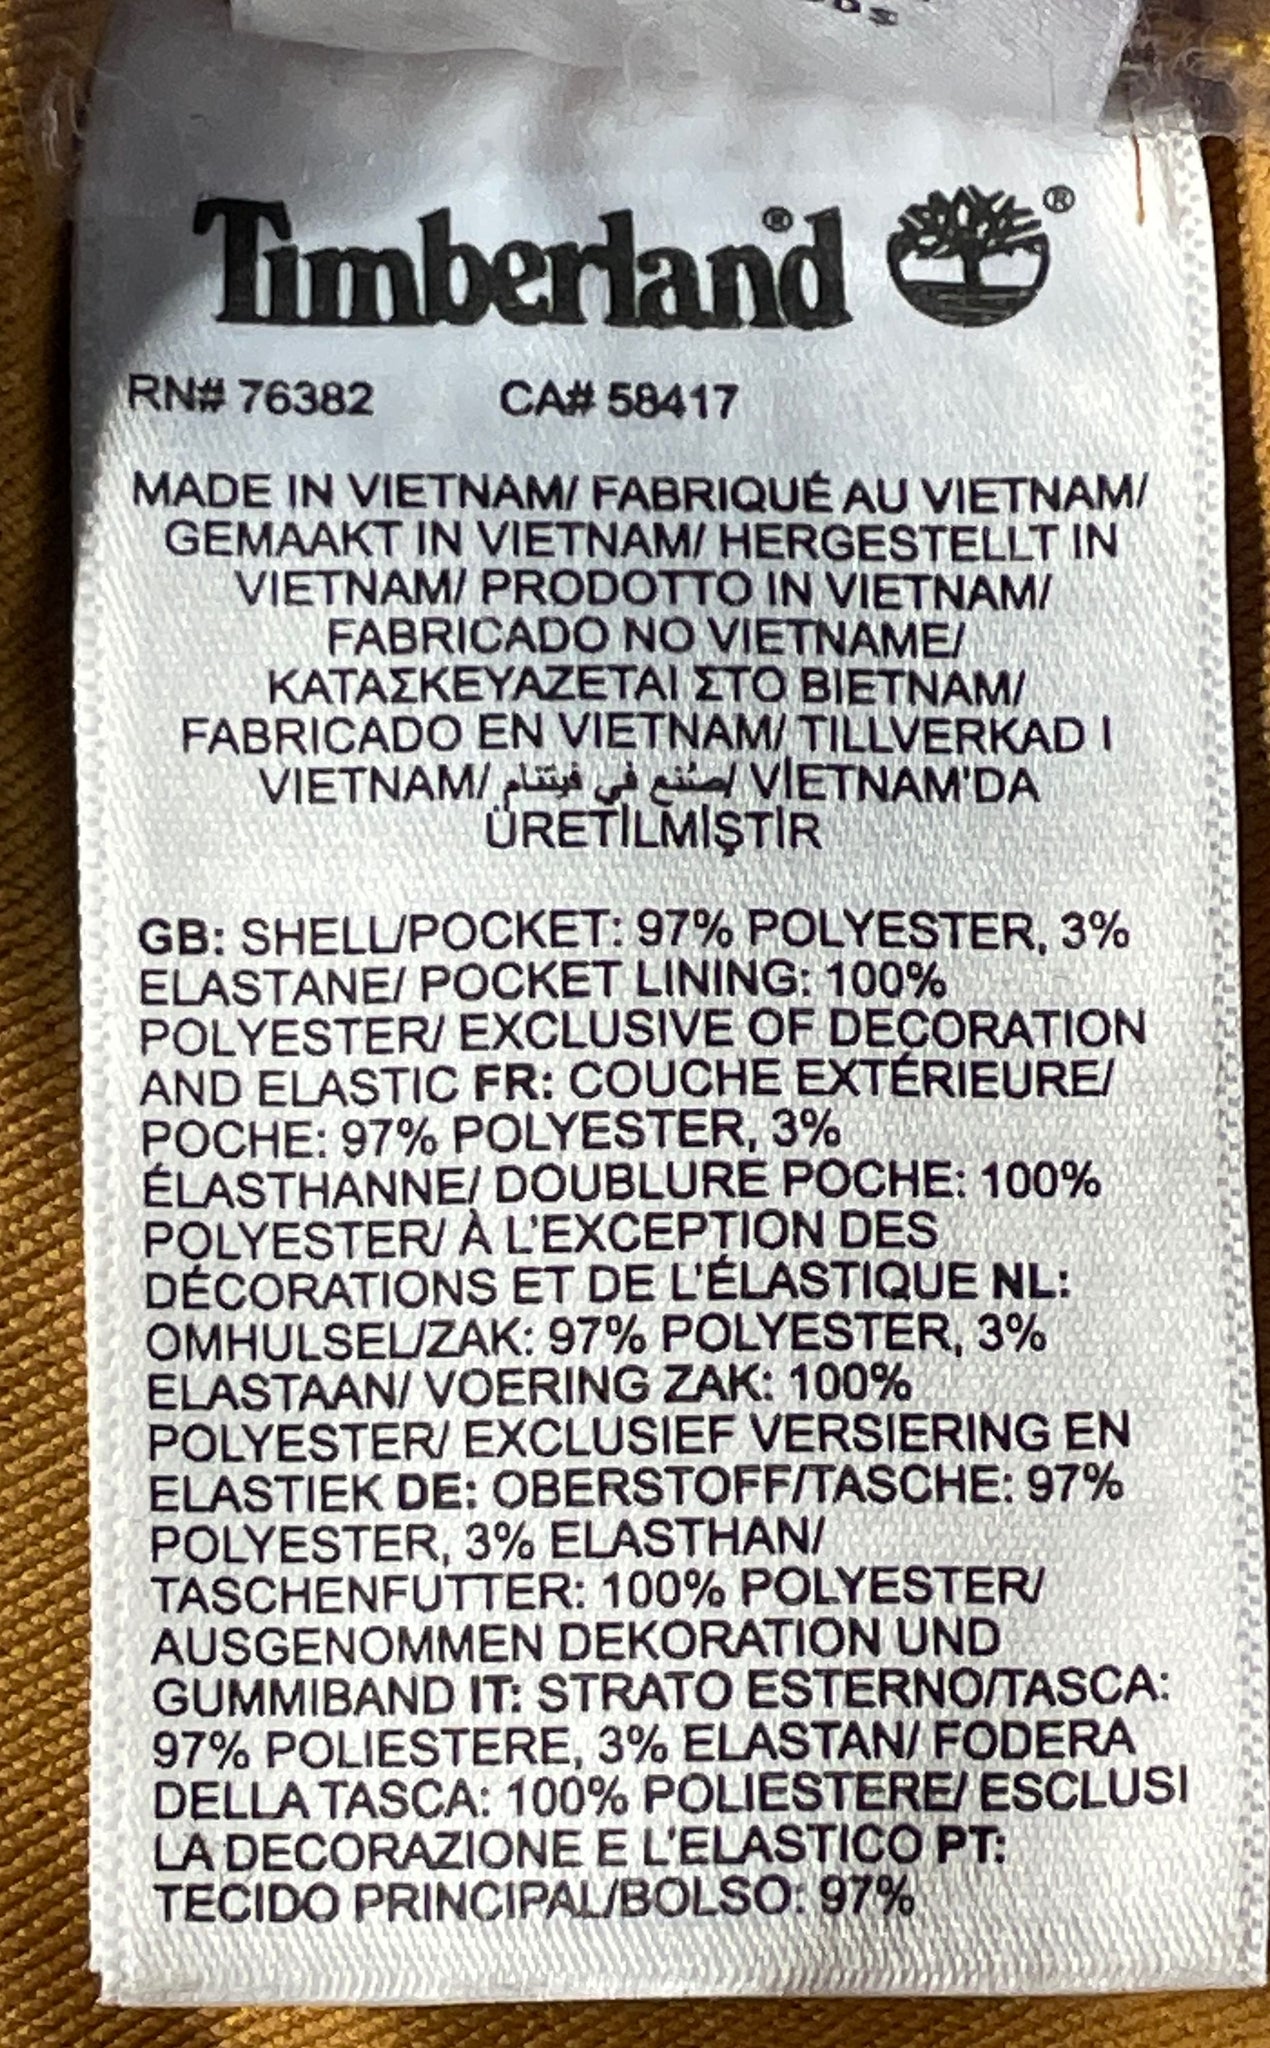 Timberland® ®
RN# 76382 CA# 58417
MADE IN VIETNAM/ FABRIQUÉ AU VIETNAM/
GEMAAKT IN VIETNAM/ HERGESTELLT IN
VIETNAM/ PRODOTTO IN VIETNAM/
FABRICADO NO VIETNAME/
ΚΑΤΑΣΚΕΥΑΖΕΤΑΙ ΣΤΟ ΒΙΕΤΝΑΜ/
FABRICADO EN VIETNAM/ TILLVERKAD I
VIETNAM/ صُنع في فيتنام/ VİETNAM'DA
ÜRETİLMİŞTİR
GB: SHELL/POCKET: 97% POLYESTER, 3%
ELASTANE/ POCKET LINING: 100%
POLYESTER/ EXCLUSIVE OF DECORATION
AND ELASTIC FR: COUCHE EXTÉRIEURE/
POCHE: 97% POLYESTER, 3%
ÉLASTHANNE/ DOUBLURE POCHE: 100%
POLYESTER/ À L'EXCEPTION DES
DÉCORATIONS ET DE L'ÉLASTIQUE NL:
OMHULSEL/ZAK: 97% POLYESTER, 3%
ELASTAAN/ VOERING ZAK: 100%
POLYESTER/ EXCLUSIEF VERSIERING EN
ELASTIEK DE: OBERSTOFF/TASCHE: 97%
POLYESTER, 3% ELASTHAN/
TASCHENFUTTER: 100% POLYESTER/
AUSGENOMMEN DEKORATION UND
GUMMIBAND IT: STRATO ESTERNO/TASCA:
97% POLIESTERE, 3% ELASTAN/ FODERA
DELLA TASCA: 100% POLIESTERE/ ESCLUSI
LA DECORAZIONE E L'ELASTICO PT:
TECIDO PRINCIPAL/BOLSO: 97%